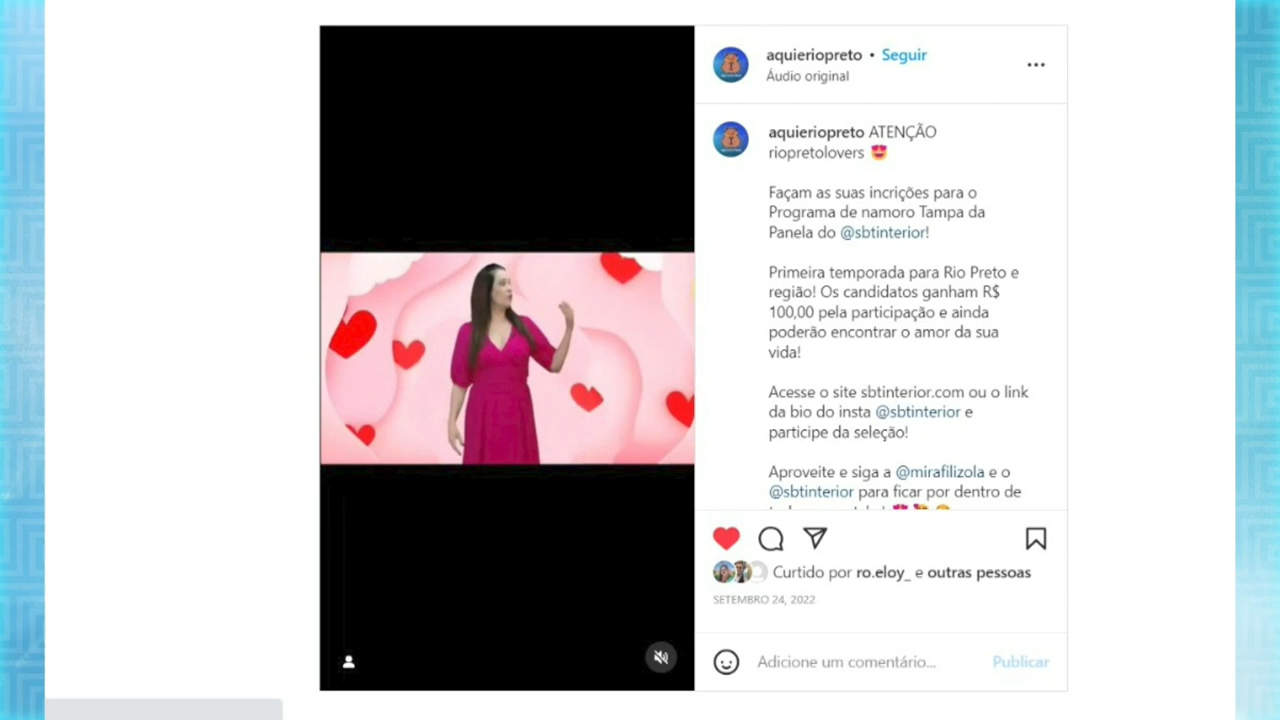 aquieriopreto • Seguir
Áudio original
aquieriopreto ATENÇÃO
riopretolovers 😍
Façam as suas incrições para o
Programa de namoro Tampa da
Panela do @sbtinterior!
Primeira temporada para Rio Preto e
região! Os candidatos ganham R$
100,00 pela participação e ainda
poderão encontrar o amor da sua
vida!
Acesse o site sbtinterior.com ou o link
da bio do insta @sbtinterior e
participe da seleção!
Aproveite e siga a @mirafilizola e o
@sbtinterior para ficar por dentro de
Curtido por ro.eloy_ e outras pessoas
SETEMBRO 24, 2022
Adicione um comentário... Publicar